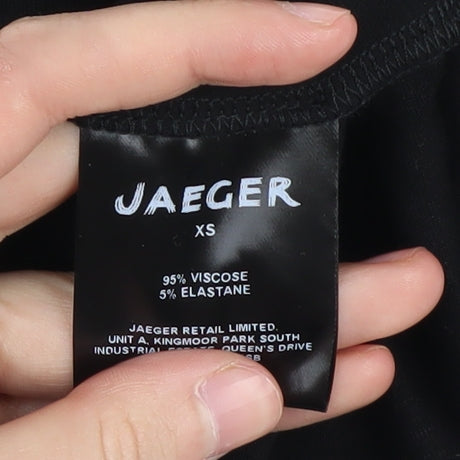 JAEGER
XS
95% VISCOSE
5% ELASTANE
JAEGER RETAIL LIMITED.
UNIT A, KINGMOOR PARK SOUTH
INDUSTRIAL ESTATE, QUEEN'S DRIVE